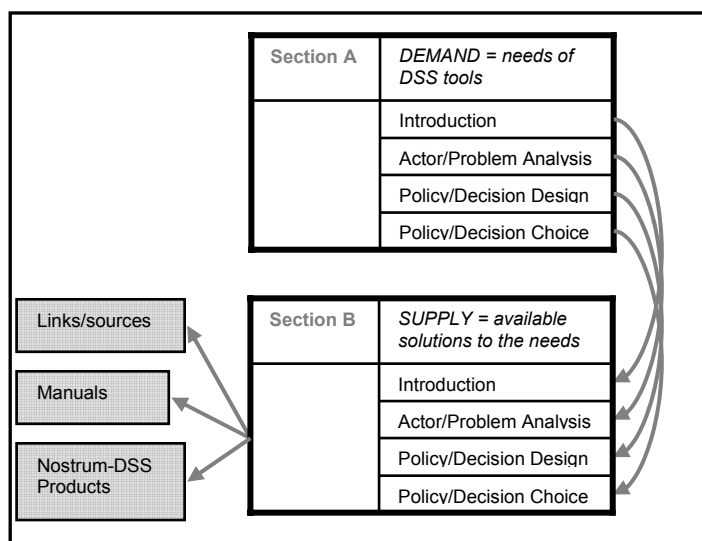 Section A
DEMAND = needs of
DSS tools
Introduction
Actor/Problem Analysis
Policy/Decision Design
Policy/Decision Choice
Links/sources
Manuals
Nostrum-DSS
Products
Section B
SUPPLY = available
solutions to the needs
Introduction
Actor/Problem Analysis
Policy/Decision Design
Policy/Decision Choice